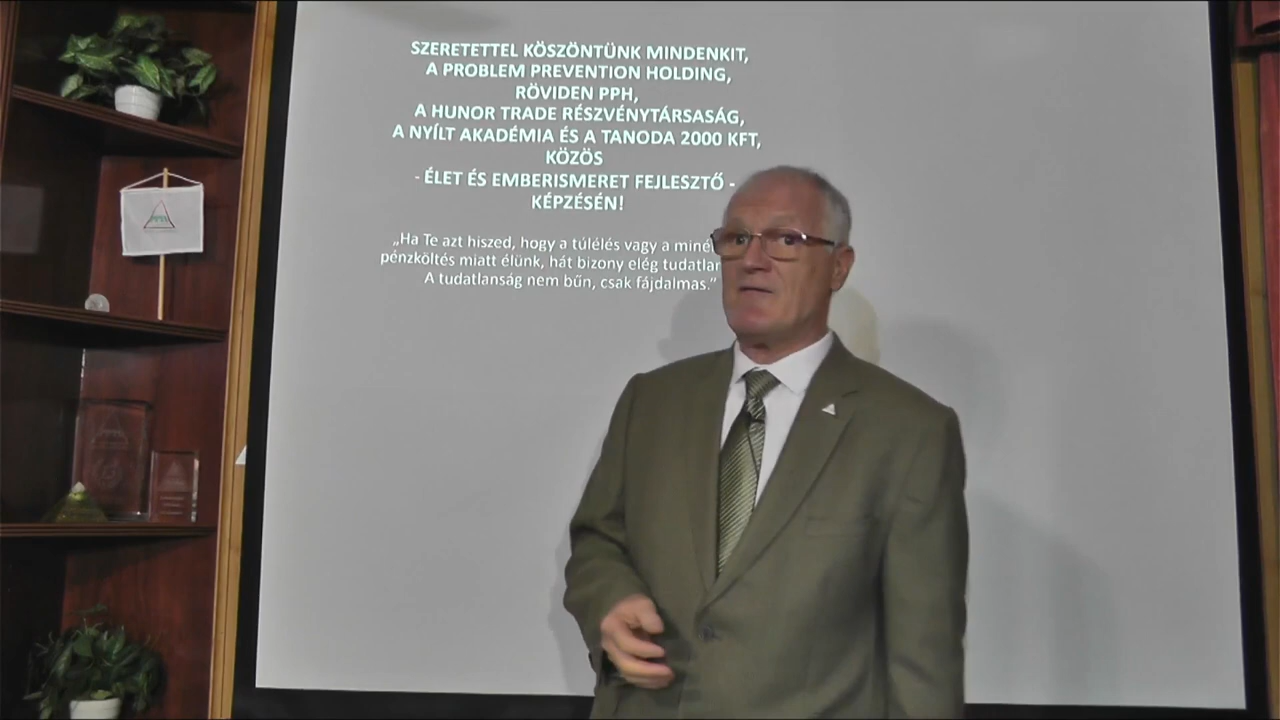 SZERETETTEL KÖSZÖNTÜNK MINDENKIT,
A PROBLEM PREVENTION HOLDING,
RÖVIDEN PPH,
A HUNOR TRADE RÉSZVÉNYTÁRSASÁG,
A NYÍLT AKADÉMIA ÉS A TANODA 2000 KFT,
KÖZÖS
- ÉLET ÉS EMBERISMERET FEJLESZTŐ -
KÉPZÉSÉN!
„Ha Te azt hiszed, hogy a túlélés vagy a
pénzköltés miatt élünk, hát bizony elég
A tudatlanság nem bűn, csak fájdalmas.”